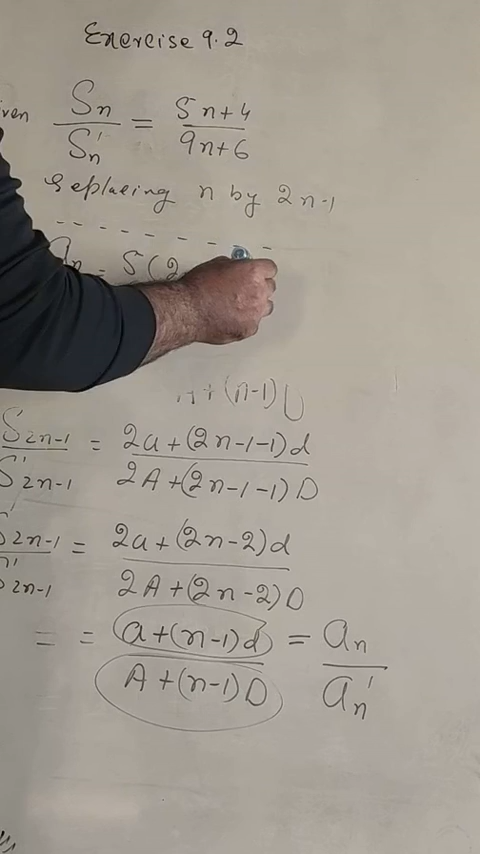 Exercise 9.2
Sn / S'n = 5n+4 / 9n+6
replacing n by 2n-1
an = 5(2
+(n-1)D
S2n-1 / S'2n-1 = 2a+(2n-1-1)d / 2A+(2n-1-1)D
S2n-1 / S'2n-1 = 2a+(2n-2)d / 2A+(2n-2)D
= = a+(n-1)d / A+(n-1)D = an / a'n